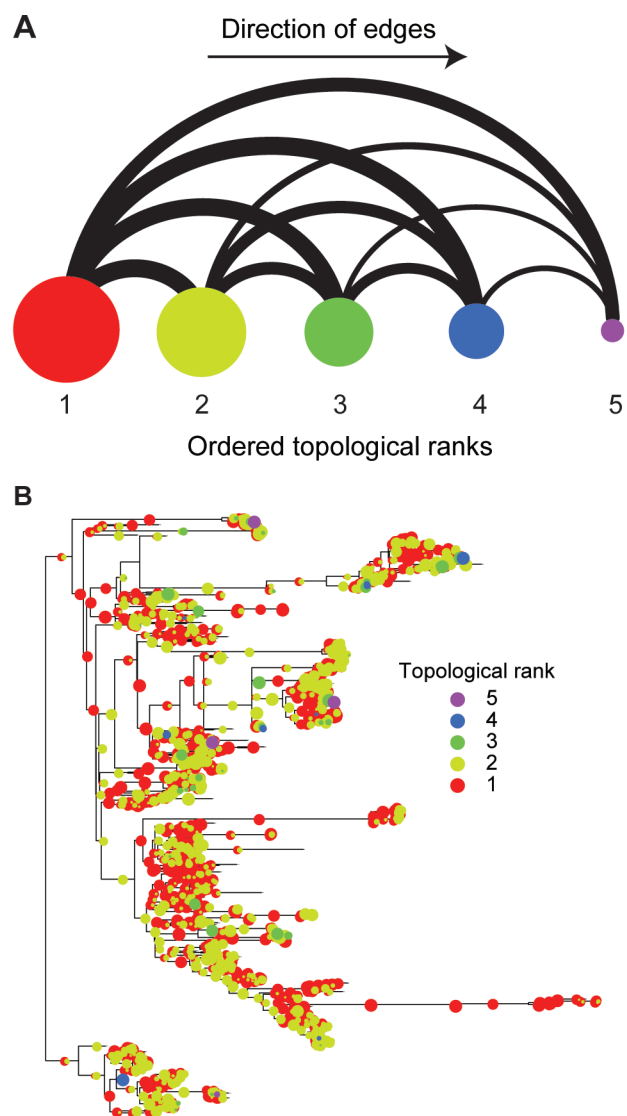 A
Direction of edges
1 2 3 4 5
Ordered topological ranks
B
Topological rank
5
4
3
2
1